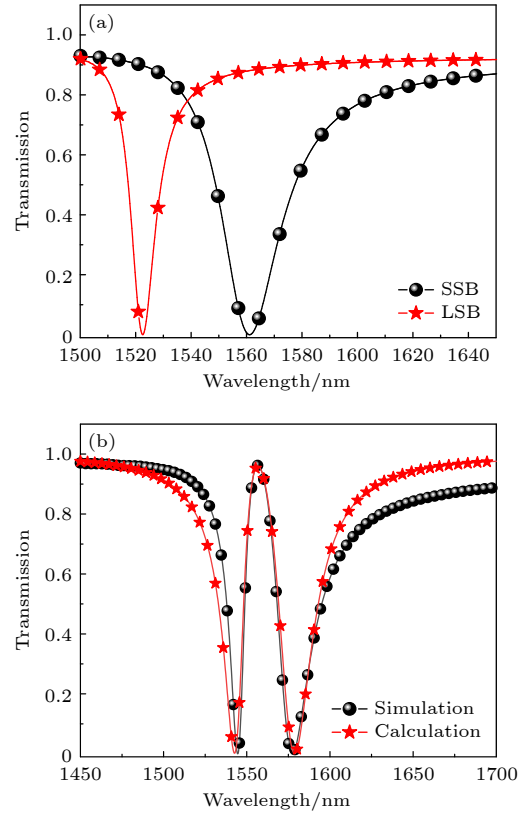 (a)
1.0
0.8
0.6
0.4
0.2
0
Transmission
SSB
LSB
1500 1520 1540 1560 1580 1600 1620 1640
Wavelength/nm
(b)
1.0
0.8
0.6
0.4
0.2
0
Transmission
Simulation
Calculation
1450 1500 1550 1600 1650 1700
Wavelength/nm